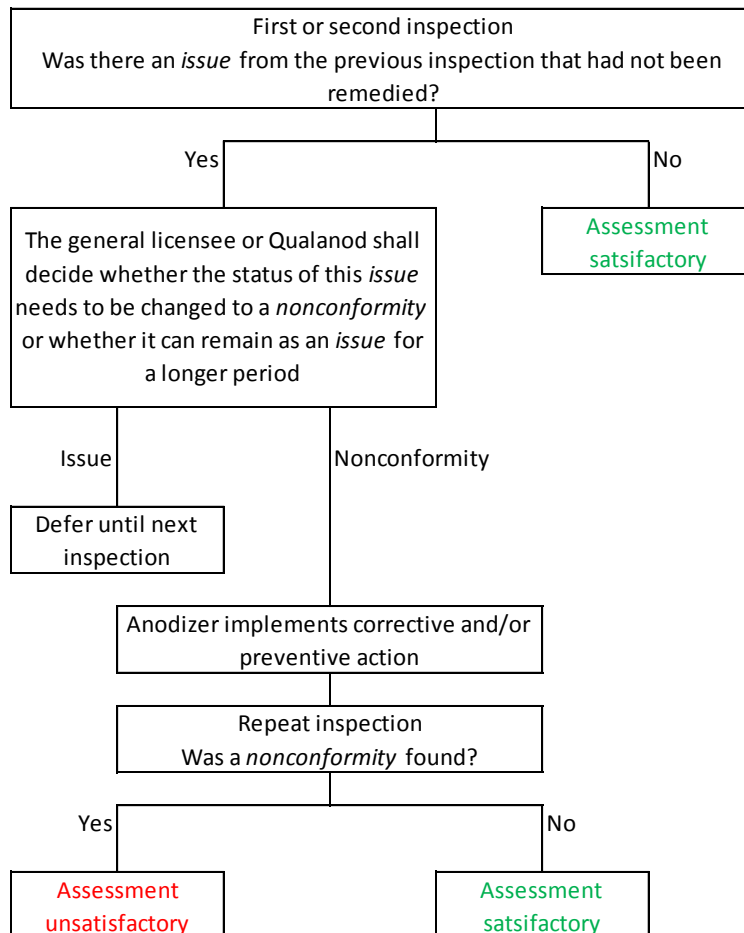 First or second inspection
Was there an issue from the previous inspection that had not been
remedied?
Yes
No
The general licensee or Qualanod shall
decide whether the status of this issue
needs to be changed to a nonconformity
or whether it can remain as an issue for
a longer period
Assessment
satsifactory
Issue
Nonconformity
Defer until next
inspection
Anodizer implements corrective and/or
preventive action
Repeat inspection
Was a nonconformity found?
Yes
No
Assessment
unsatisfactory
Assessment
satsifactory